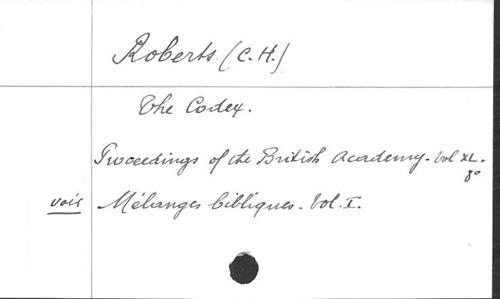 Roberts. (C.H.)
The Codex.
Proceedings of the British Academy. Vol XL.
8°
voir Mélanges bibliques. Vol. I.